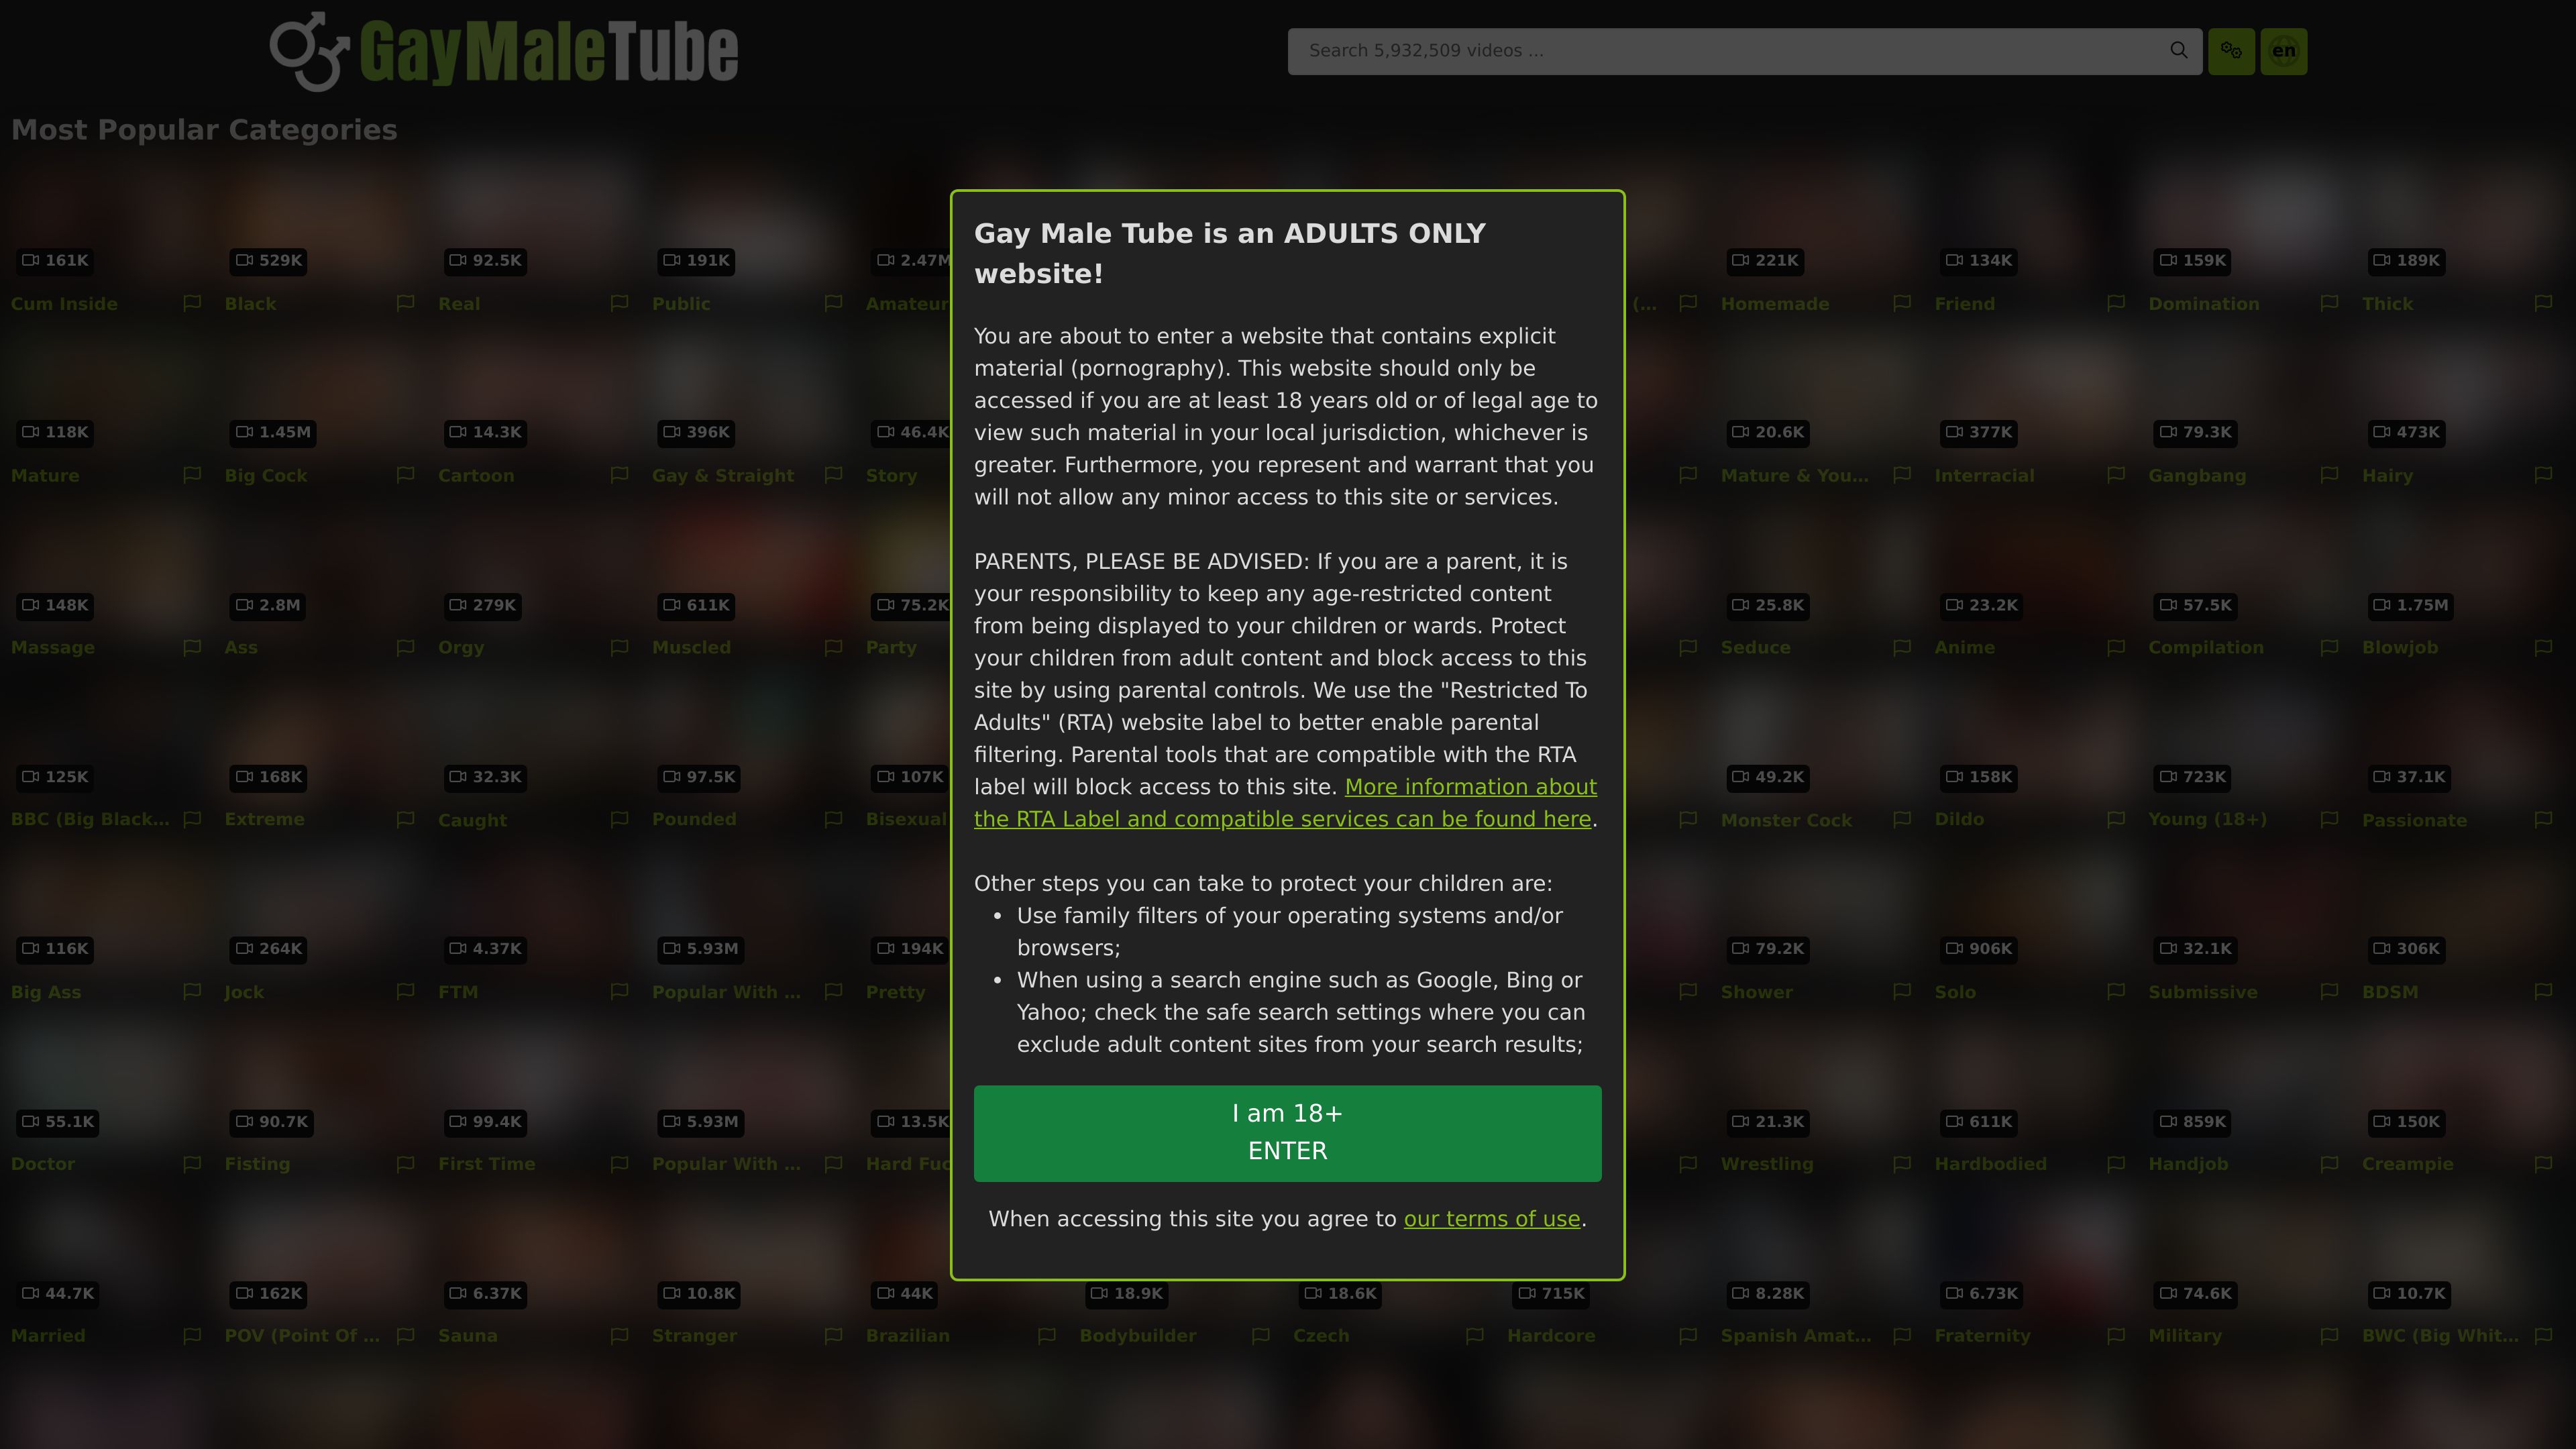 GayMaleTube
Search 5,932,509 videos ...
en
Most Popular Categories
161K 529K 92.5K 191K 2.47M 221K 134K 159K 189K
Cum Inside Black Real Public Amateur (... Homemade Friend Domination Thick
118K 1.45M 14.3K 396K 46.4K 20.6K 377K 79.3K 473K
Mature Big Cock Cartoon Gay & Straight Story Mature & You... Interracial Gangbang Hairy
148K 2.8M 279K 611K 75.2K 25.8K 23.2K 57.5K 1.75M
Massage Ass Orgy Muscled Party Seduce Anime Compilation Blowjob
125K 168K 32.3K 97.5K 107K 49.2K 158K 723K 37.1K
BBC (Big Black... Extreme Caught Pounded Bisexual Monster Cock Dildo Young (18+) Passionate
116K 264K 4.37K 5.93M 194K 79.2K 906K 32.1K 306K
Big Ass Jock FTM Popular With ... Pretty Shower Solo Submissive BDSM
55.1K 90.7K 99.4K 5.93M 13.5K 21.3K 611K 859K 150K
Doctor Fisting First Time Popular With ... Hard Fuc Wrestling Hardbodied Handjob Creampie
44.7K 162K 6.37K 10.8K 44K 18.9K 18.6K 715K 8.28K 6.73K 74.6K 10.7K
Married POV (Point Of ... Sauna Stranger Brazilian Bodybuilder Czech Hardcore Spanish Amat... Fraternity Military BWC (Big Whit...
Gay Male Tube is an ADULTS ONLY
website!
You are about to enter a website that contains explicit
material (pornography). This website should only be
accessed if you are at least 18 years old or of legal age to
view such material in your local jurisdiction, whichever is
greater. Furthermore, you represent and warrant that you
will not allow any minor access to this site or services.
PARENTS, PLEASE BE ADVISED: If you are a parent, it is
your responsibility to keep any age-restricted content
from being displayed to your children or wards. Protect
your children from adult content and block access to this
site by using parental controls. We use the "Restricted To
Adults" (RTA) website label to better enable parental
filtering. Parental tools that are compatible with the RTA
label will block access to this site. More information about
the RTA Label and compatible services can be found here.
Other steps you can take to protect your children are:
• Use family filters of your operating systems and/or
browsers;
• When using a search engine such as Google, Bing or
Yahoo; check the safe search settings where you can
exclude adult content sites from your search results;
I am 18+
ENTER
When accessing this site you agree to our terms of use.